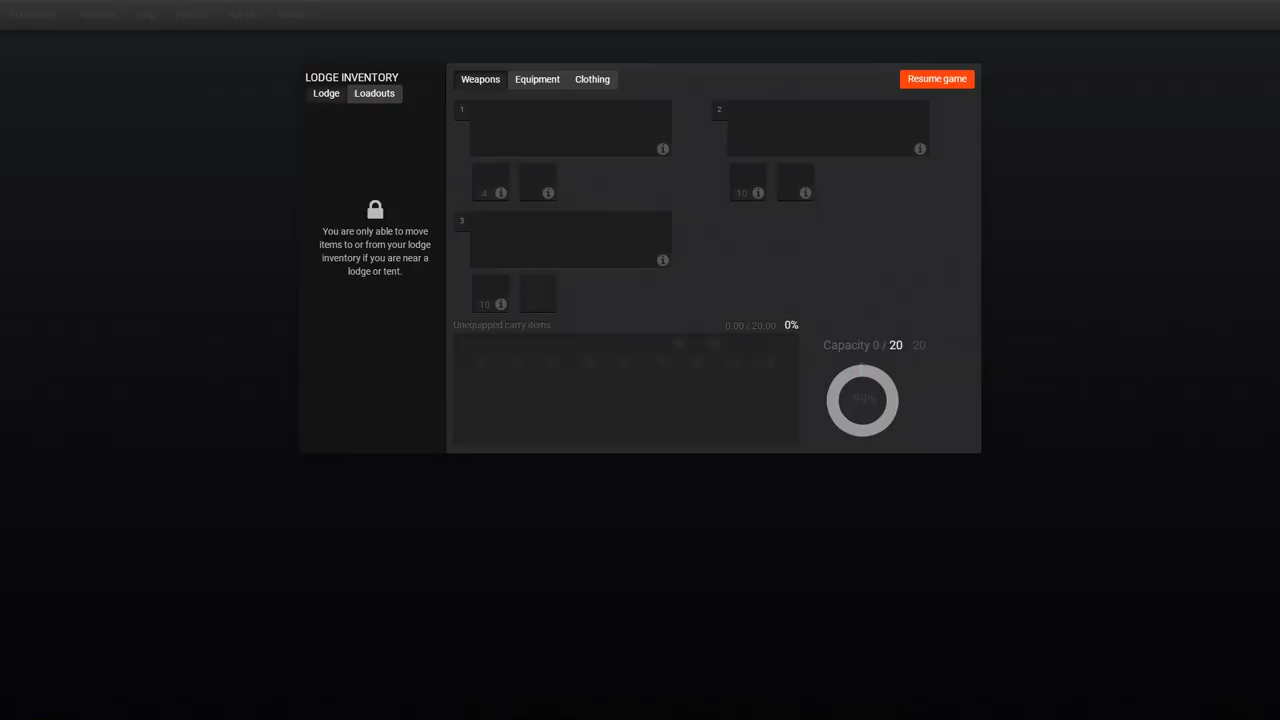 LODGE INVENTORY
Lodge Loadouts
Weapons Equipment Clothing
Resume game
1
2
4
10
3
10
You are only able to move
items to or from your lodge
inventory if you are near a
lodge or tent.
Unequipped carry items
0.00 / 20.00 0%
Capacity 0 / 20 20
99%